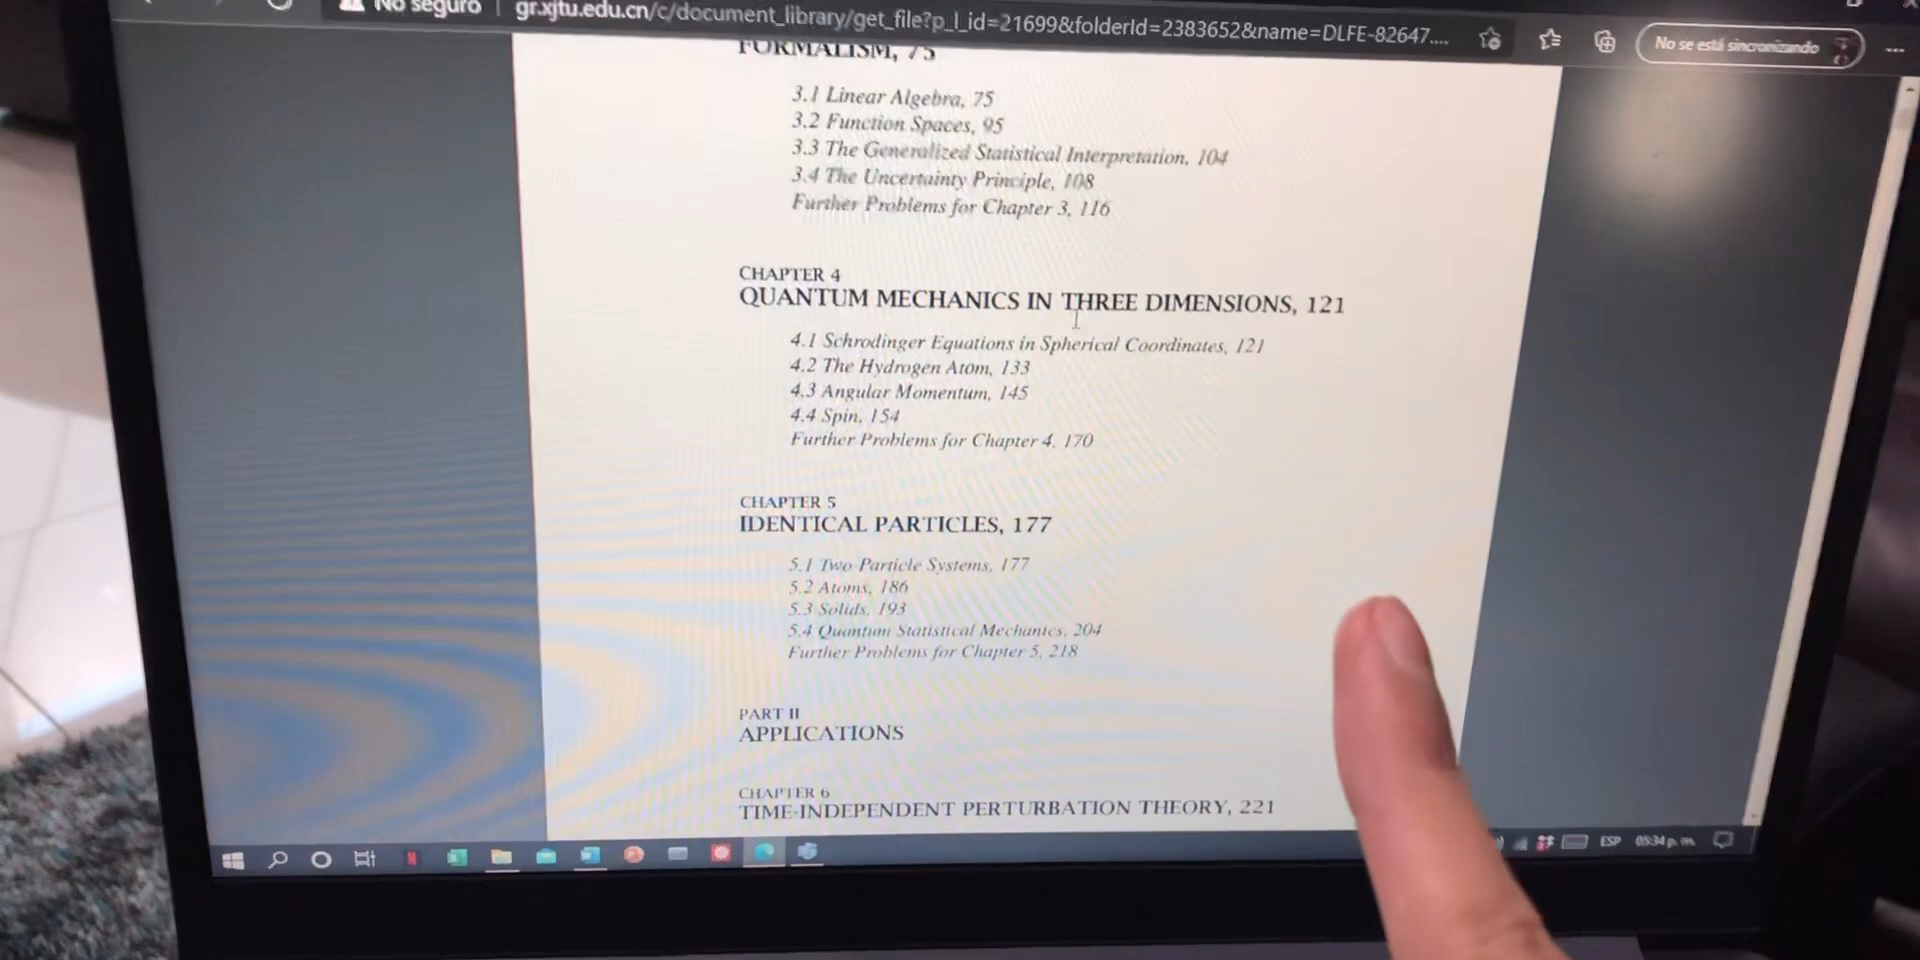 No seguro | gr.xjtu.edu.cn/c/document_library/get_file?p_l_id=21699&folderId=2383652&name=DLFE-82647....
No se está sincronizando
FORMALISM, 75
3.1 Linear Algebra, 75
3.2 Function Spaces, 95
3.3 The Generalized Statistical Interpretation, 104
3.4 The Uncertainty Principle, 108
Further Problems for Chapter 3, 116
CHAPTER 4
QUANTUM MECHANICS IN THREE DIMENSIONS, 121
4.1 Schrodinger Equations in Spherical Coordinates, 121
4.2 The Hydrogen Atom, 133
4.3 Angular Momentum, 145
4.4 Spin, 154
Further Problems for Chapter 4, 170
CHAPTER 5
IDENTICAL PARTICLES, 177
5.1 Two-Particle Systems, 177
5.2 Atoms, 186
5.3 Solids, 193
5.4 Quantum Statistical Mechanics, 204
Further Problems for Chapter 5, 218
PART II
APPLICATIONS
CHAPTER 6
TIME-INDEPENDENT PERTURBATION THEORY, 221
ESP 05:34 p. m.